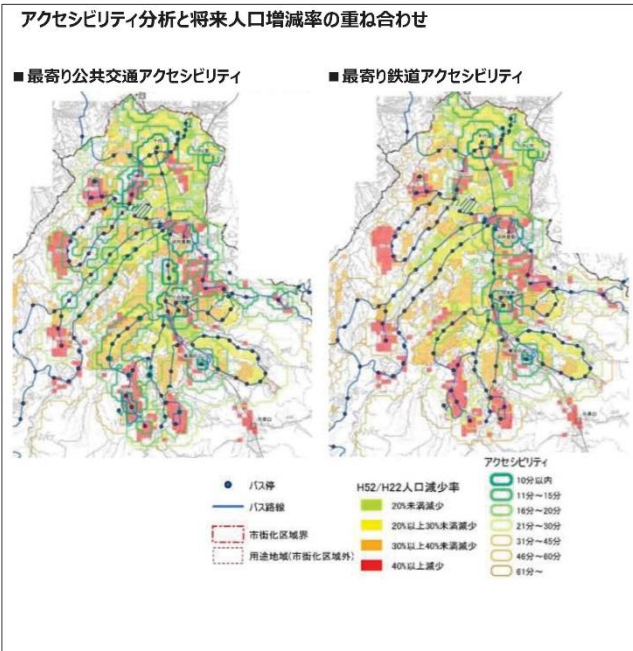 アクセシビリティ分析と将来人口増減率の重ね合わせ
■最寄り公共交通アクセシビリティ
■最寄り鉄道アクセシビリティ
バス停
バス路線
市街化区域界
用途地域(市街化区域外)
H52/H22人口減少率
20%未満減少
20%以上30%未満減少
30%以上40%未満減少
40%以上減少
アクセシビリティ
10分以内
11分～15分
16分～20分
21分～30分
31分～45分
46分～60分
61分～